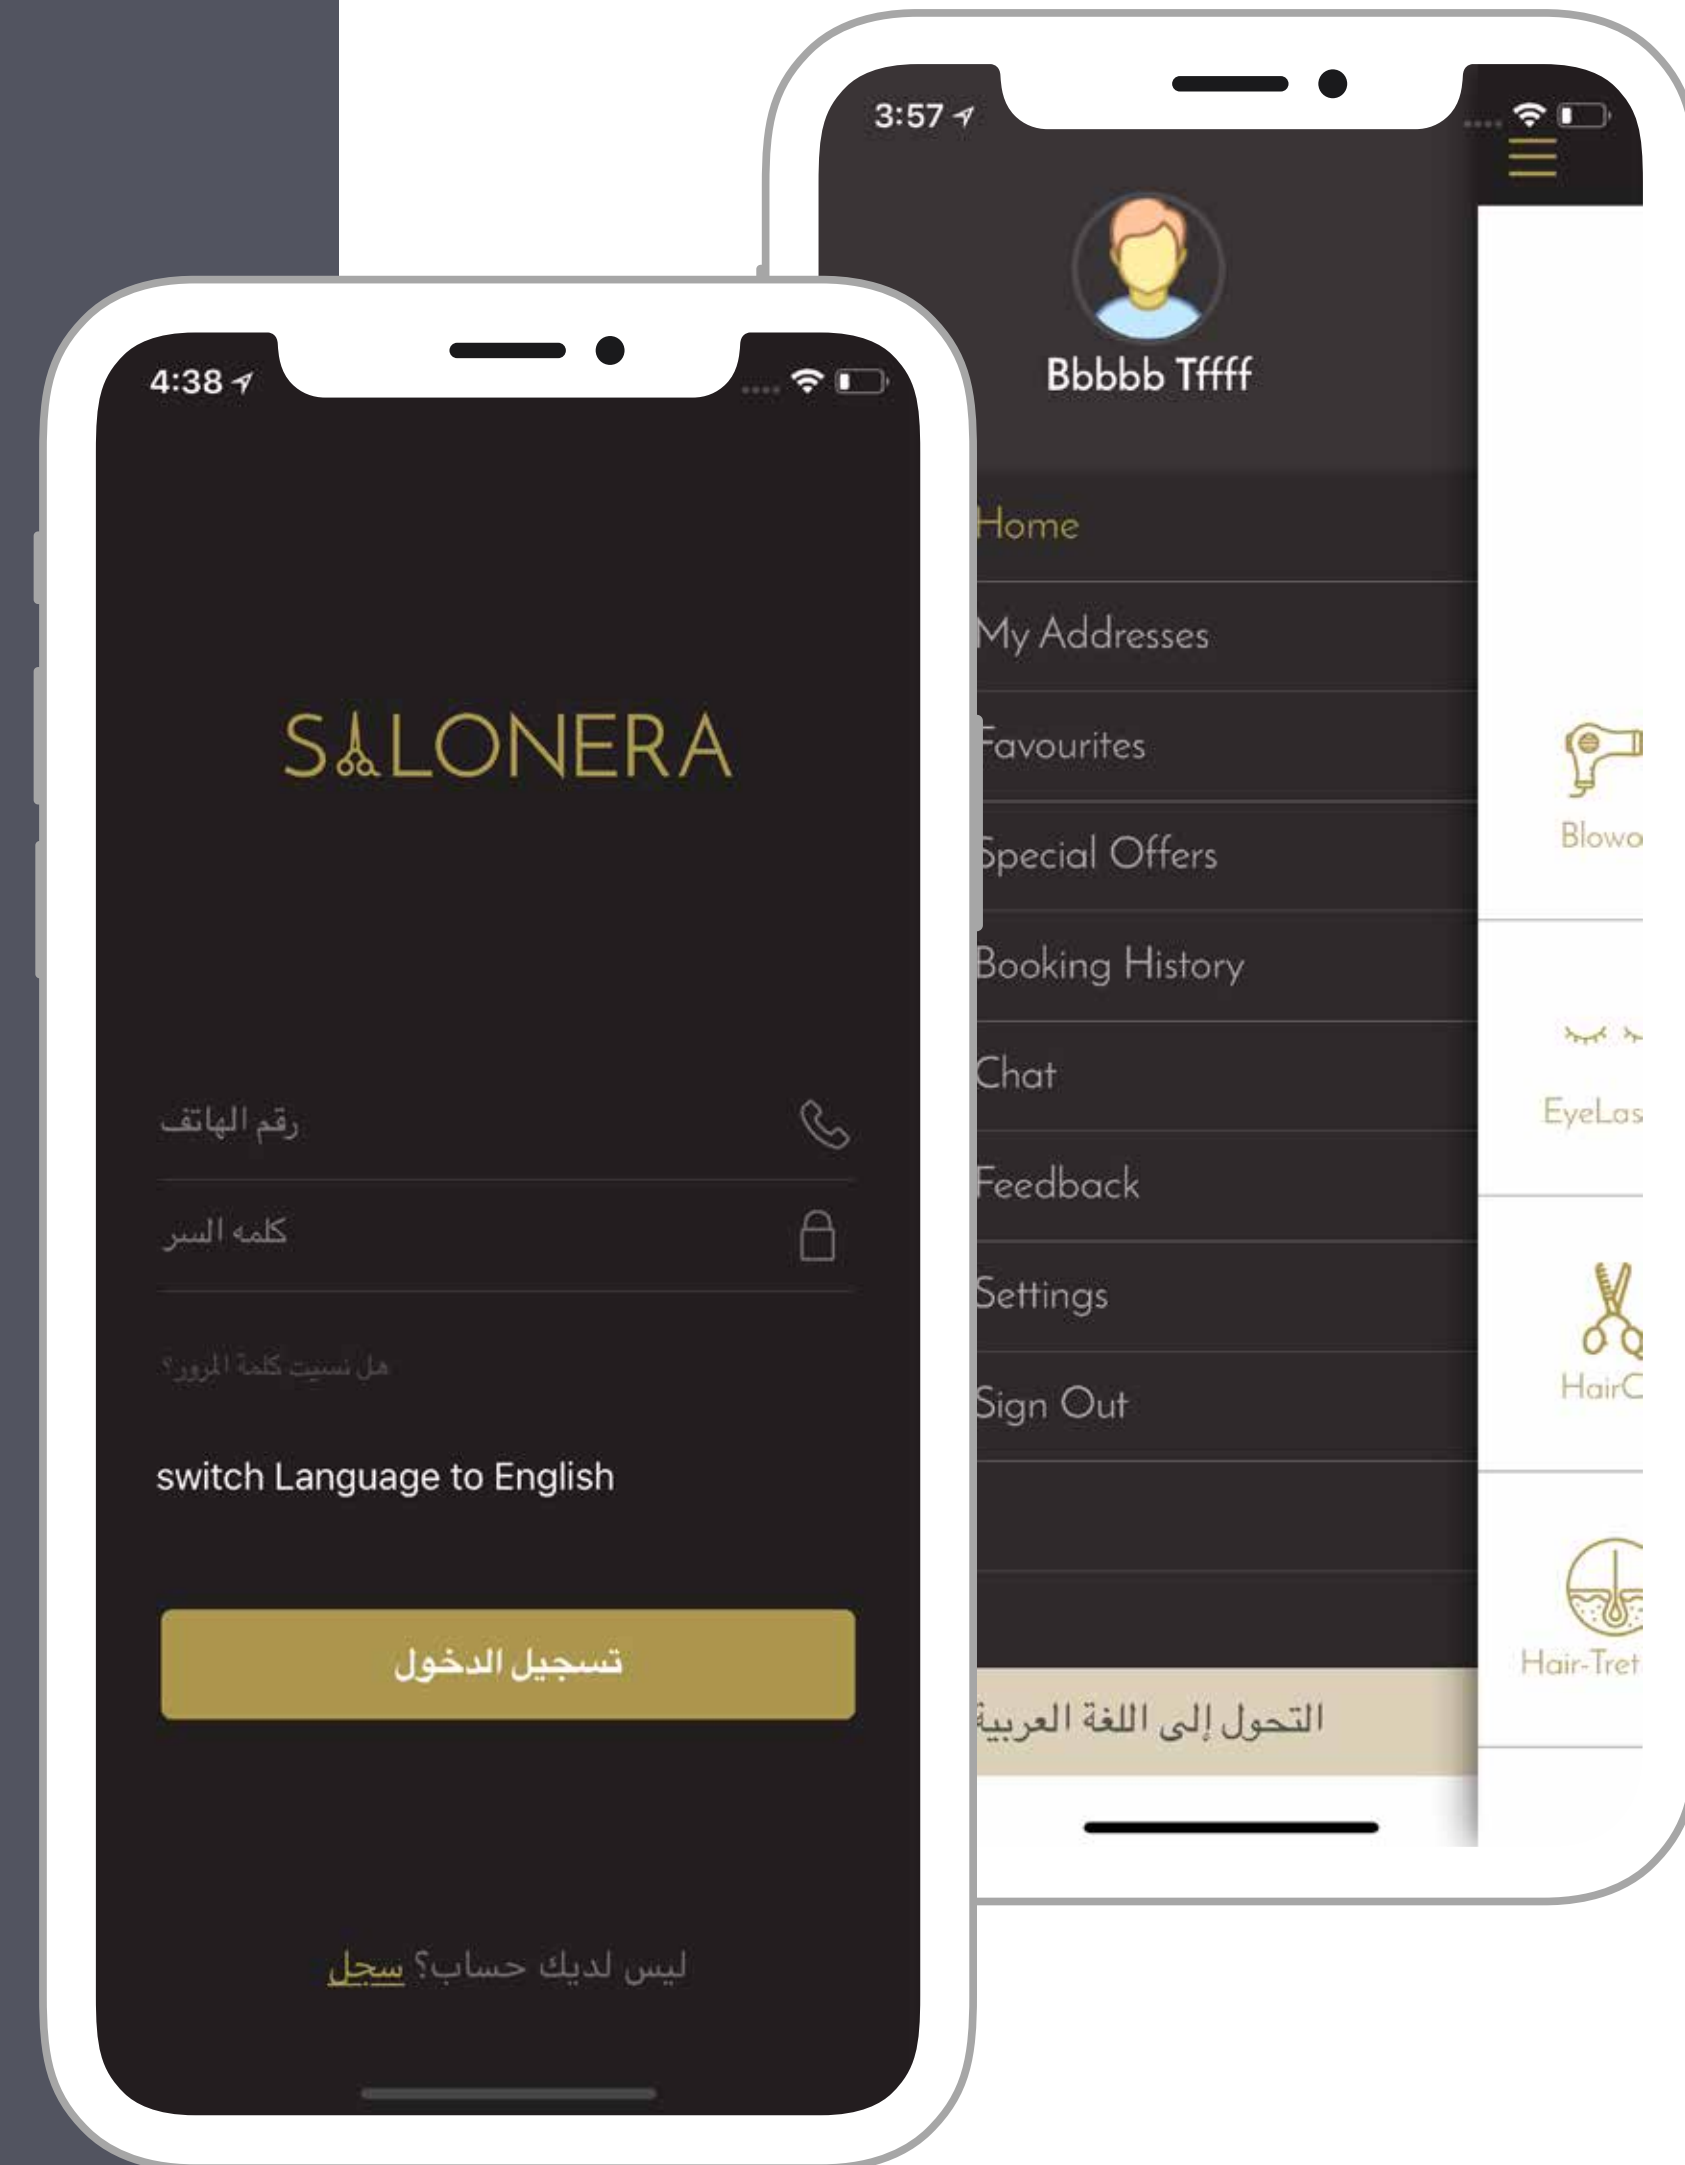 3:57
Bbbbb Tffff
Home
My Addresses
Favourites
Special Offers
Booking History
Chat
Feedback
Settings
Sign Out
التحول إلى اللغة العربية
Blowo
EyeLas
HairC
Hair-Tret
4:38
SALONERA
رقم الهاتف
كلمه السر
هل نسيت كلمة المرور؟
switch Language to English
تسجيل الدخول
ليس لديك حساب؟ سجل